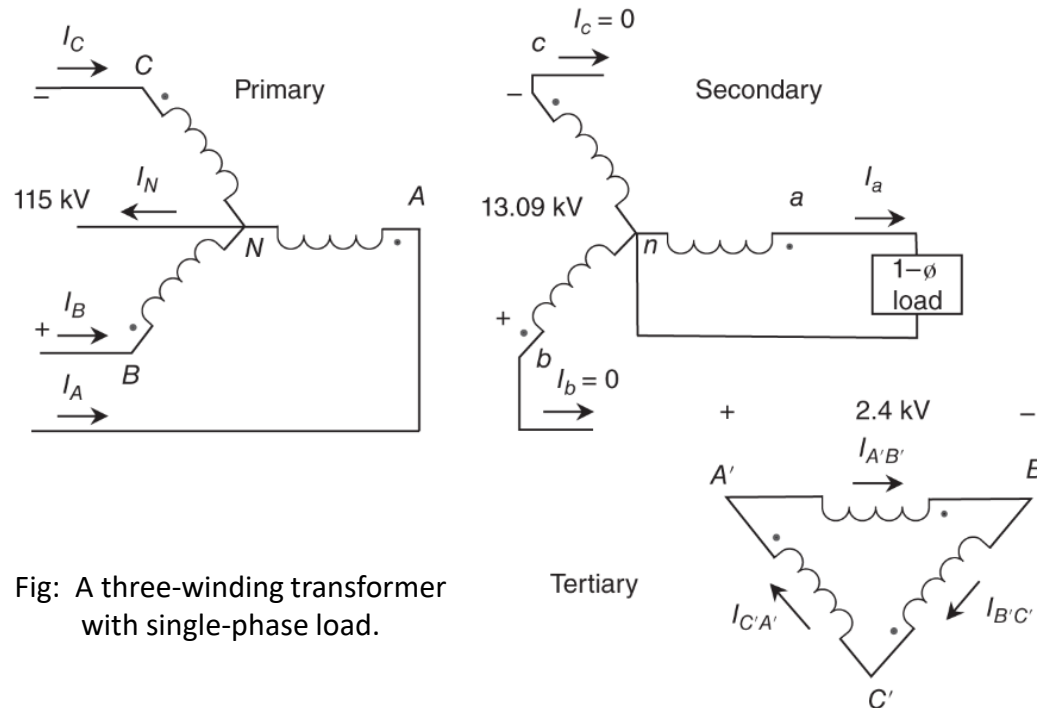 I_C
C
−
Primary
115 kV
I_N
A
N
I_B
+
B
I_A
I_c = 0
c
−
Secondary
13.09 kV
I_a
a
n
1−ø
load
+
b
I_b = 0
+ 2.4 kV −
I_A'B'
A'
B
Tertiary
I_C'A'
I_B'C'
C'
Fig: A three-winding transformer
with single-phase load.